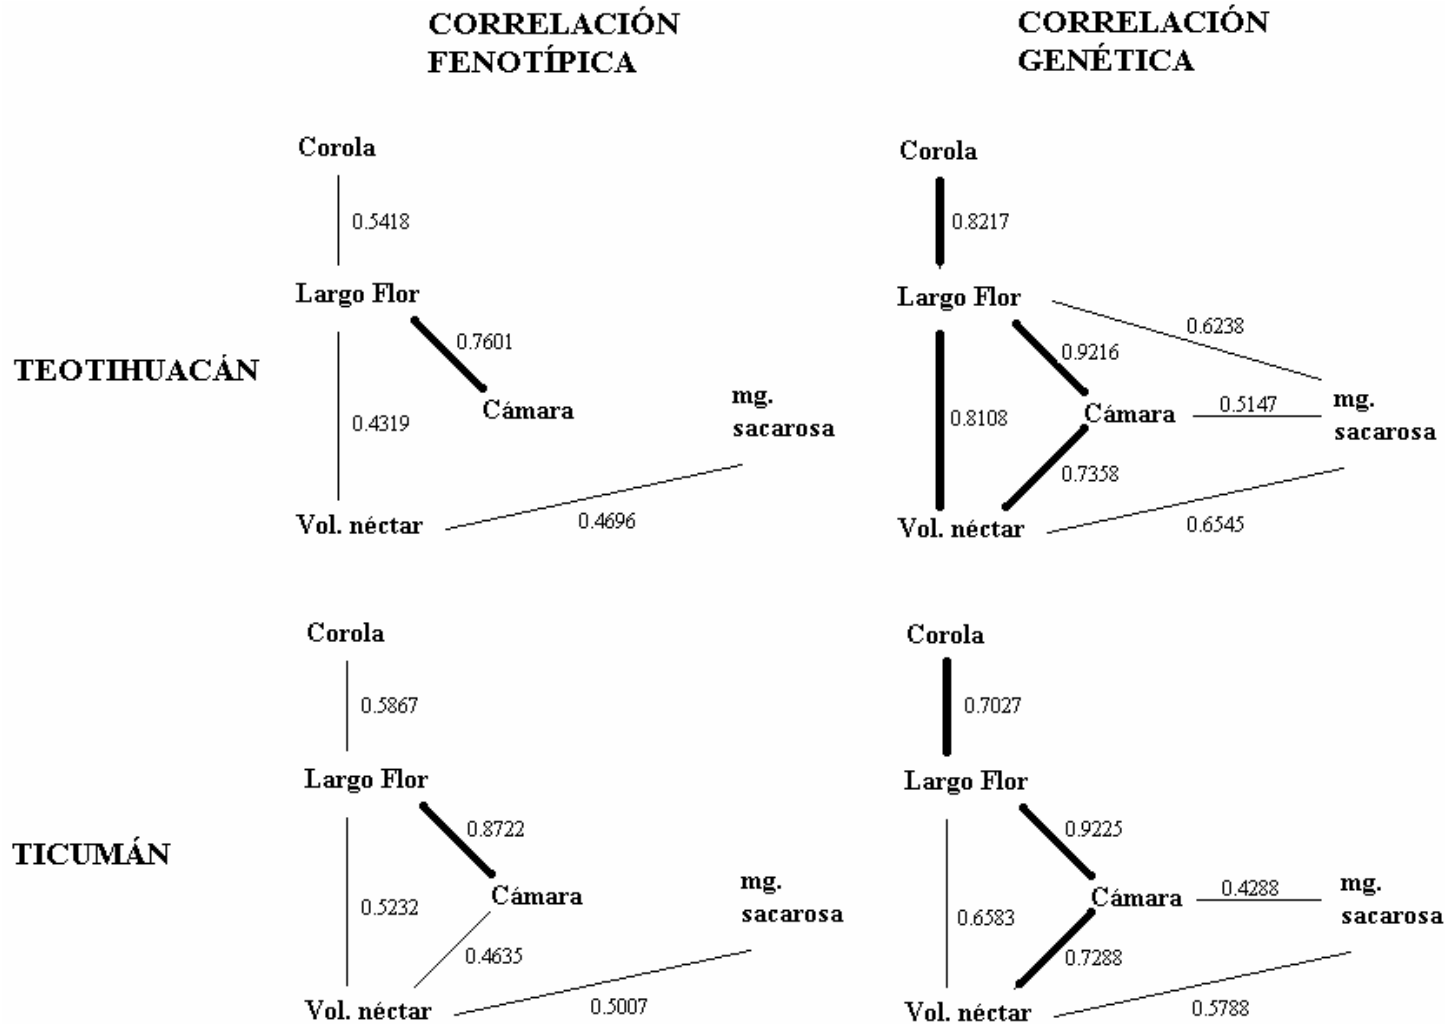 CORRELACIÓN
FENOTÍPICA
CORRELACIÓN
GENÉTICA
TEOTIHUACÁN
Corola
0.5418
Largo Flor
0.7601
Cámara
0.4319
mg.
sacarosa
Vol. néctar
0.4696
Corola
0.8217
Largo Flor
0.6238
0.9216
Cámara
0.5147
mg.
sacarosa
0.8108
0.7358
Vol. néctar
0.6545
TICUMÁN
Corola
0.5867
Largo Flor
0.8722
Cámara
0.5232
mg.
sacarosa
0.4635
Vol. néctar
0.5007
Corola
0.7027
Largo Flor
0.9225
Cámara
0.4288
mg.
sacarosa
0.6583
0.7288
Vol. néctar
0.5788